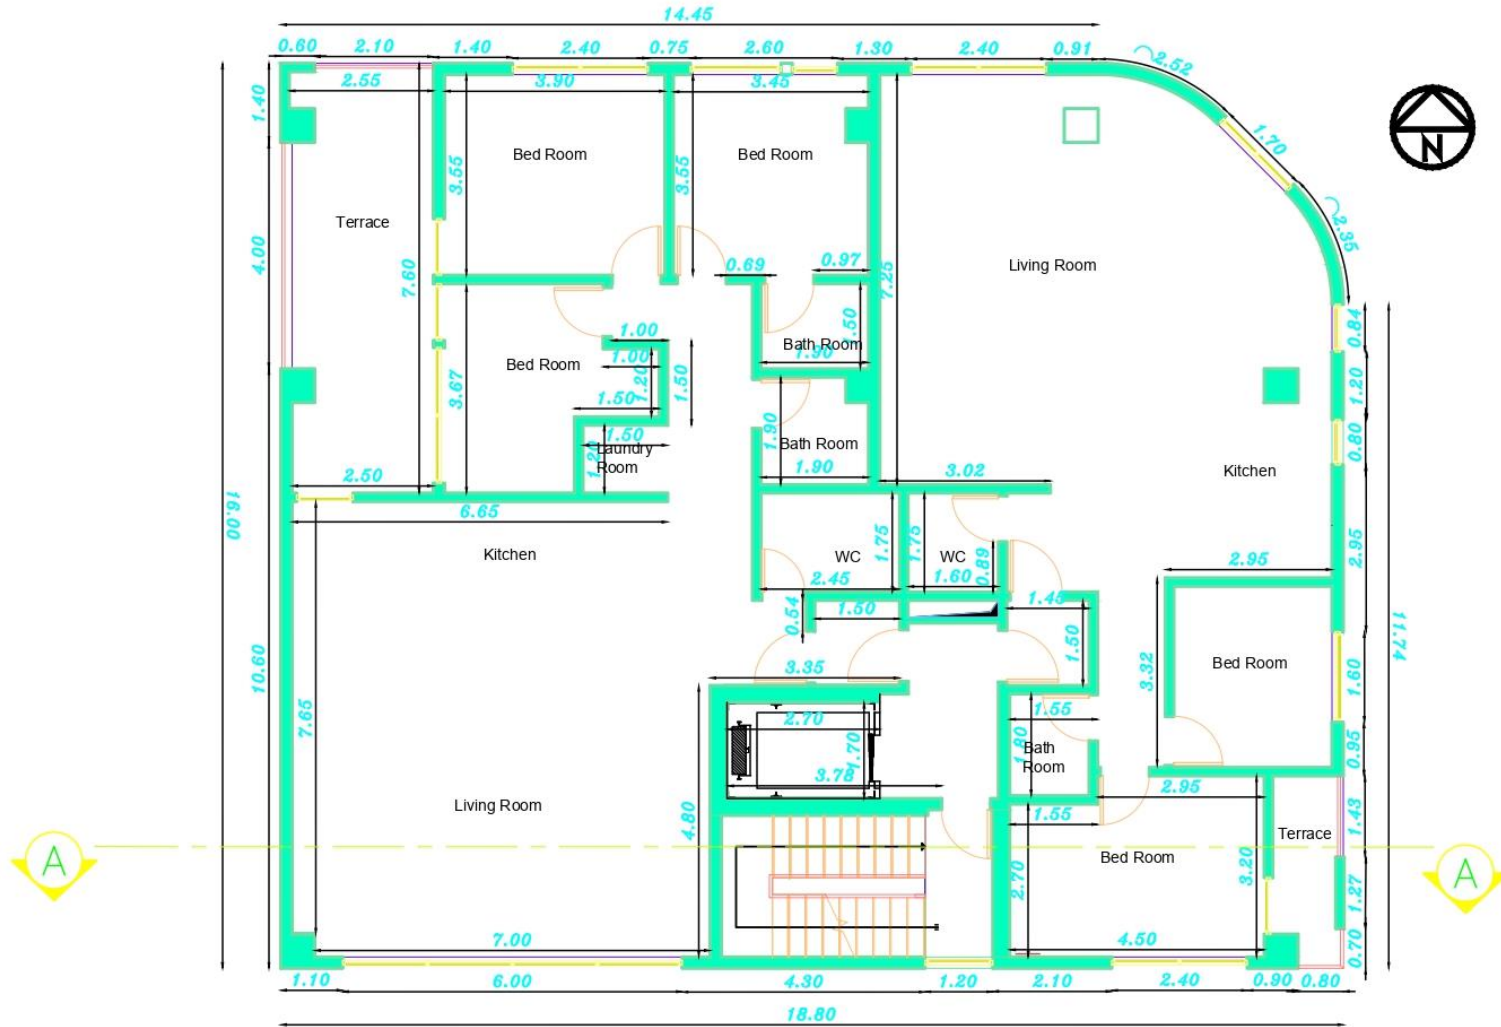 14.45
0.60 2.10 1.40 2.40 0.75 2.60 1.30 2.40 0.91 2.52
2.55 3.90 3.45
1.40
1.70
N
Bed Room Bed Room
3.55 3.55
Terrace
2.35
4.00
7.60
0.69 0.97
7.25
Living Room
0.84
1.00
1.50
Bath Room
1.90
1.00
Bed Room
1.20
1.50
3.67
1.20
1.50
1.50
Laundry
Room
1.20
1.90
Bath Room
1.90
0.80
3.02
Kitchen
2.50
6.65
16.00
Kitchen
1.75
WC
2.45
1.75
WC
1.60
0.89
2.95
2.95
0.54
1.50
1.45
1.50
11.74
10.60
3.35
3.32
Bed Room
1.60
7.65
2.70
1.70
3.78
1.55
1.80
Bath
Room
0.95
2.95
Living Room
4.80
1.55
1.43
Terrace
A
Bed Room
3.20
2.70
A
1.27
7.00
4.50
0.70
1.10 6.00 4.30 1.20 2.10 2.40 0.90 0.80
18.80